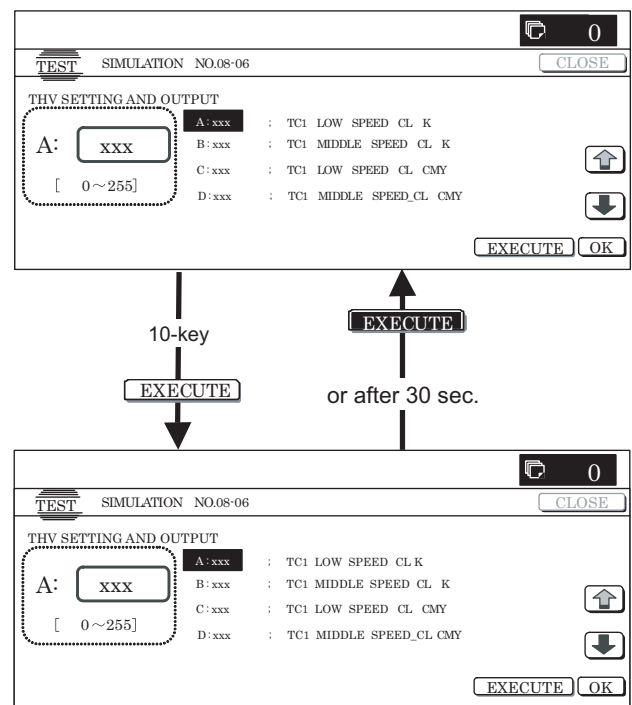 0
TEST SIMULATION NO.08-06 CLOSE
THV SETTING AND OUTPUT
A: xxx
[ 0～255]
A:xxx ; TC1 LOW SPEED CL K
B:xxx ; TC1 MIDDLE SPEED CL K
C:xxx ; TC1 LOW SPEED CL CMY
D:xxx ; TC1 MIDDLE SPEED_CL CMY
EXECUTE OK
10-key
EXECUTE
EXECUTE
or after 30 sec.
0
TEST SIMULATION NO.08-06 CLOSE
THV SETTING AND OUTPUT
A: xxx
[ 0～255]
A:xxx ; TC1 LOW SPEED CL K
B:xxx ; TC1 MIDDLE SPEED CL K
C:xxx ; TC1 LOW SPEED CL CMY
D:xxx ; TC1 MIDDLE SPEED_CL CMY
EXECUTE OK